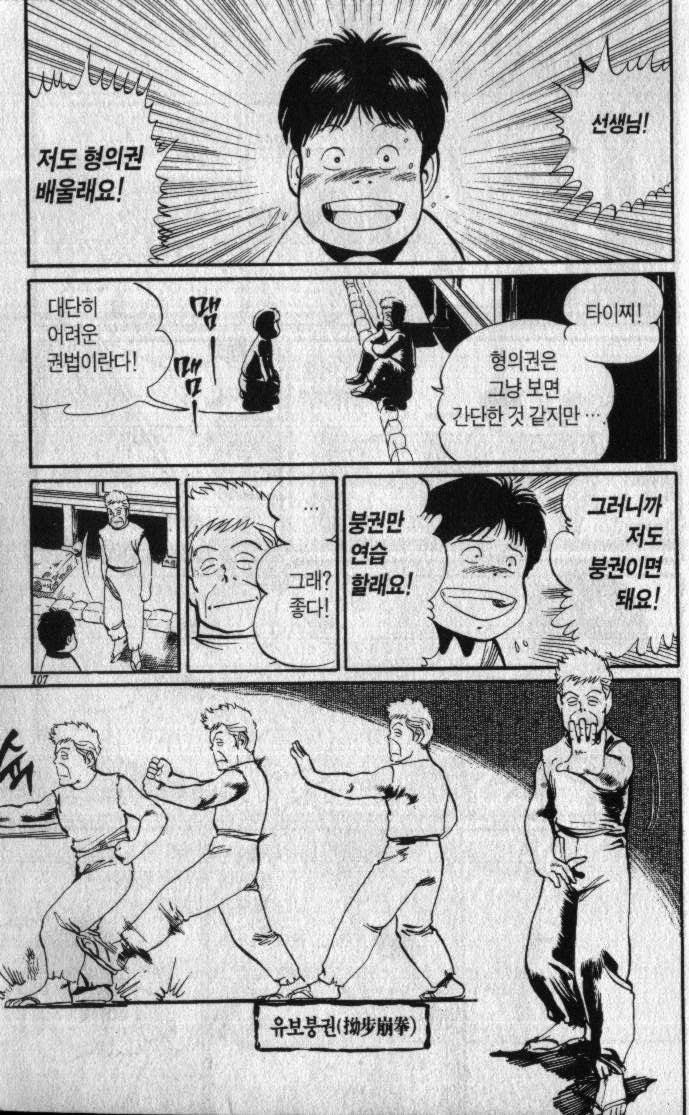 선생님!
저도 형의권
배울래요!
타이찌!
형의권은
그냥 보면
간단한 것 같지만 ….
대단히
어려운
권법이란다!
맴
맴
그러니까
저도
붕권이면
돼요!
붕권만
연습
할래요!
…
그래?
좋다!
107
슥
유보붕권(拗步崩拳)